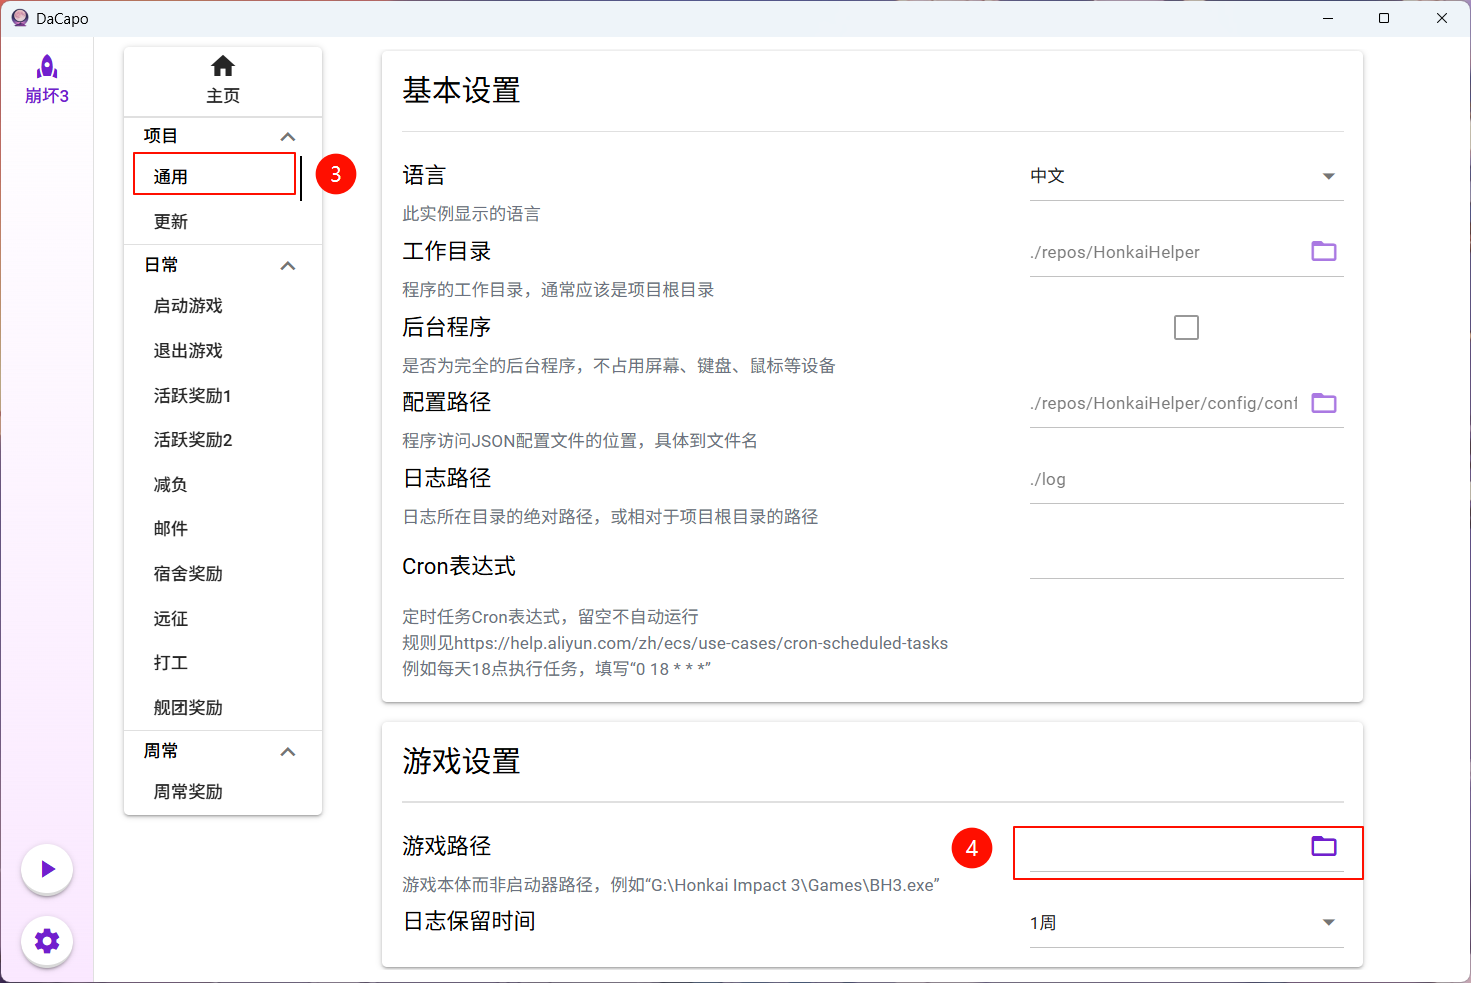 DaCapo
崩坏3
主页
项目
通用
3
更新
日常
启动游戏
退出游戏
活跃奖励1
活跃奖励2
减负
邮件
宿舍奖励
远征
打工
舰团奖励
周常
周常奖励
基本设置
语言
中文
此实例显示的语言
工作目录
./repos/HonkaiHelper
程序的工作目录，通常应该是项目根目录
后台程序
是否为完全的后台程序，不占用屏幕、键盘、鼠标等设备
配置路径
./repos/HonkaiHelper/config/conf
程序访问JSON配置文件的位置，具体到文件名
日志路径
./log
日志所在目录的绝对路径，或相对于项目根目录的路径
Cron表达式
定时任务Cron表达式，留空不自动运行
规则见https://help.aliyun.com/zh/ecs/use-cases/cron-scheduled-tasks
例如每天18点执行任务，填写“0 18 * * *”
游戏设置
游戏路径
4
游戏本体而非启动器路径，例如“G:\Honkai Impact 3\Games\BH3.exe”
日志保留时间
1周